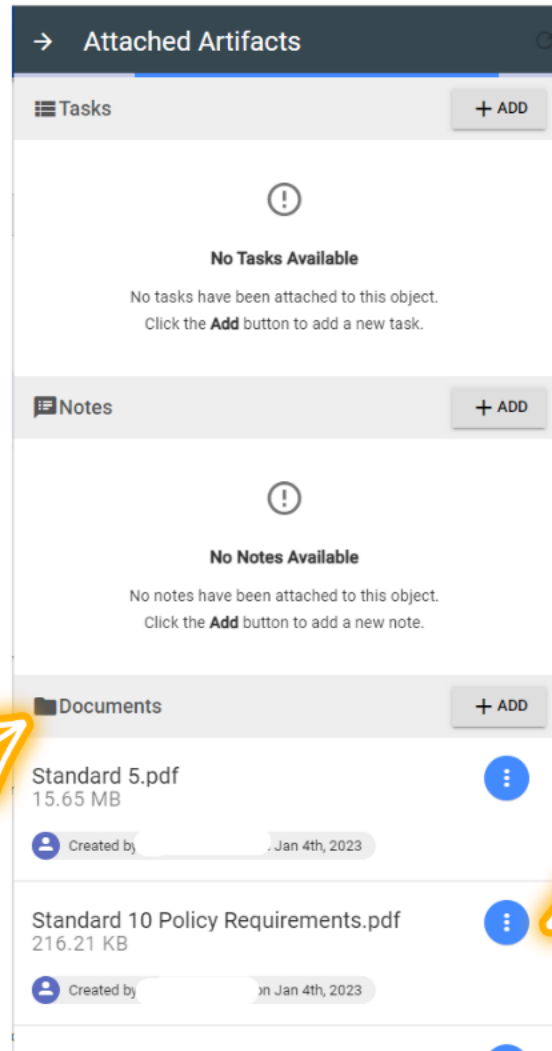 Attached Artifacts
Tasks
+ ADD
No Tasks Available
No tasks have been attached to this object.
Click the Add button to add a new task.
Notes
+ ADD
No Notes Available
No notes have been attached to this object.
Click the Add button to add a new note.
Documents
+ ADD
Standard 5.pdf
15.65 MB
Created by Jan 4th, 2023
Standard 10 Policy Requirements.pdf
216.21 KB
Created by on Jan 4th, 2023